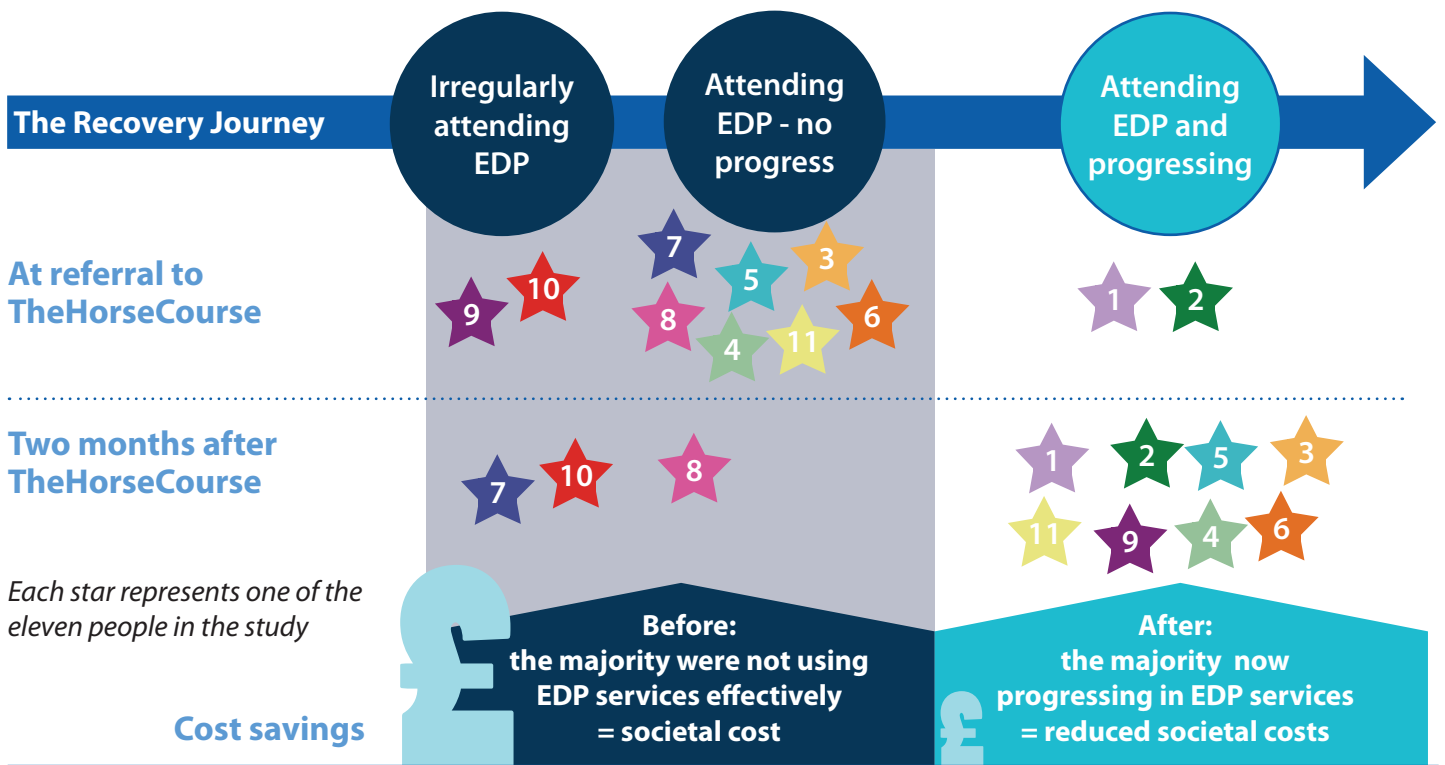 The Recovery Journey
Irregularly
attending
EDP
Attending
EDP - no
progress
Attending
EDP and
progressing
At referral to
TheHorseCourse
9
10
7
5
3
8
4
11
6
1
2
Two months after
TheHorseCourse
7
10
8
1
2
5
3
11
9
4
6
Each star represents one of the
eleven people in the study
Cost savings
£
Before:
the majority were not using
EDP services effectively
= societal cost
£
After:
the majority now
progressing in EDP services
= reduced societal costs